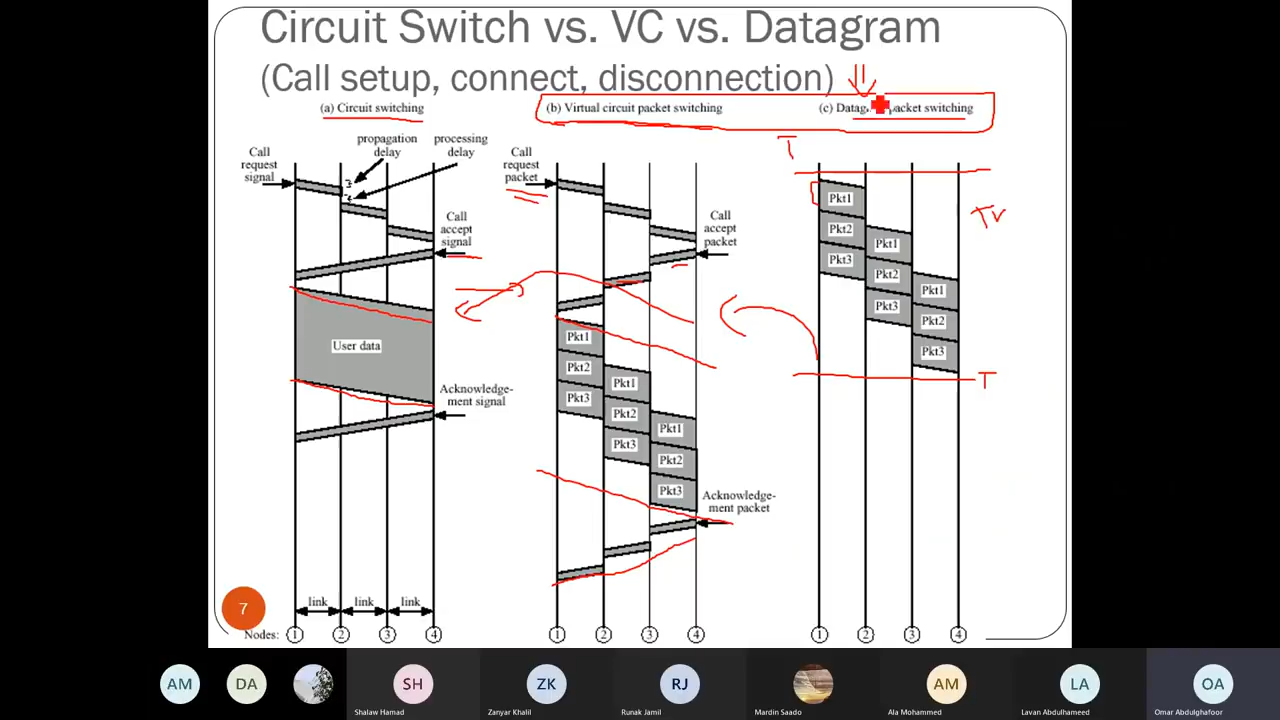 Circuit Switch vs. VC vs. Datagram
(Call setup, connect, disconnection)
(a) Circuit switching
(b) Virtual circuit packet switching
(c) Datag packet switching
propagation
delay
processing
delay
Call
request
signal
Call
accept
signal
User data
Acknowledge-
ment signal
link
link
link
Nodes:
1
2
3
4
Call
request
packet
Call
accept
packet
Pkt1
Pkt2
Pkt3
Pkt1
Pkt2
Pkt3
Pkt1
Pkt2
Pkt3
Acknowledge-
ment packet
1
2
3
4
T
Pkt1
Pkt2
Pkt3
Pkt1
Pkt2
Pkt3
Pkt1
Pkt2
Pkt3
T
1
2
3
4
7
AM
DA
SH
Shalaw Hamad
ZK
Zanyar Khalil
RJ
Runak Jamil
Mardin Saado
AM
Ala Mohammed
LA
Lavan Abdulhameed
OA
Omar Abdulghafoor